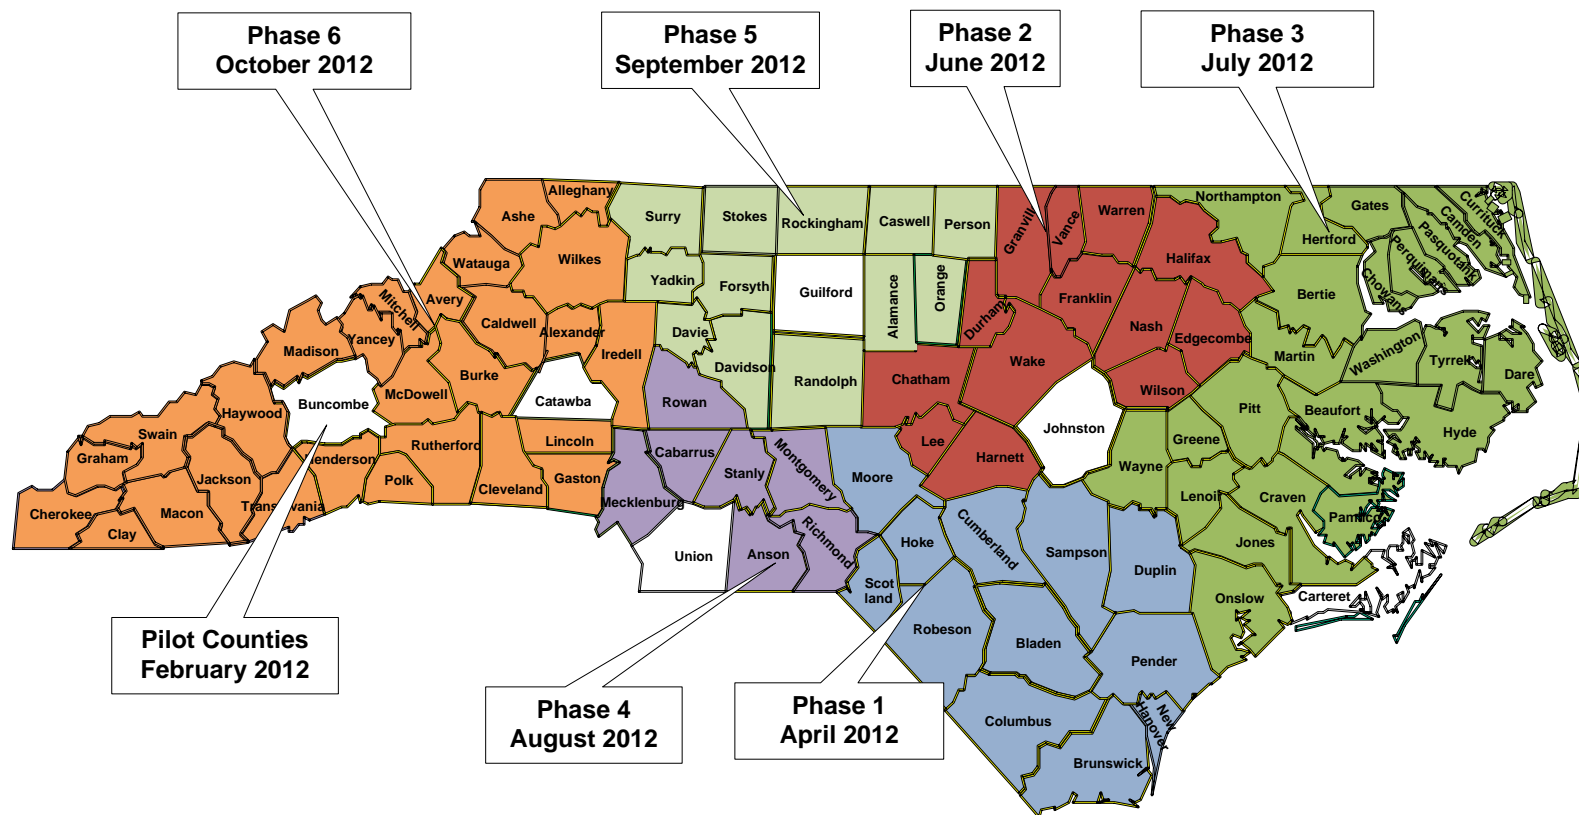 Phase 6
October 2012
Phase 5
September 2012
Phase 2
June 2012
Phase 3
July 2012
Alleghany
Ashe
Surry
Stokes
Rockingham
Caswell
Person
Granvill
Vance
Warren
Northampton
Gates
Currituck
Camden
Pasquotank
Perquimans
Chowans
Hertford
Halifax
Watauga
Wilkes
Yadkin
Forsyth
Guilford
Alamance
Orange
Durham
Franklin
Bertie
Mitchell
Avery
Caldwell
Alexander
Iredell
Davie
Davidson
Randolph
Nash
Edgecombe
Martin
Washington
Tyrrell
Dare
Madison
Yancey
McDowell
Burke
Catawba
Rowan
Chatham
Wake
Wilson
Pitt
Beaufort
Hyde
Buncombe
Haywood
Swain
Graham
Jackson
Henderson
Rutherford
Lincoln
Gaston
Cleveland
Polk
Transylvania
Macon
Cherokee
Clay
Cabarrus
Stanly
Montgomery
Mecklenburg
Moore
Lee
Harnett
Johnston
Wayne
Greene
Lenoir
Craven
Pamlico
Jones
Union
Anson
Richmond
Hoke
Scot
land
Cumberland
Sampson
Duplin
Onslow
Carteret
Robeson
Bladen
Pender
Columbus
New
Hanover
Brunswick
Pilot Counties
February 2012
Phase 4
August 2012
Phase 1
April 2012